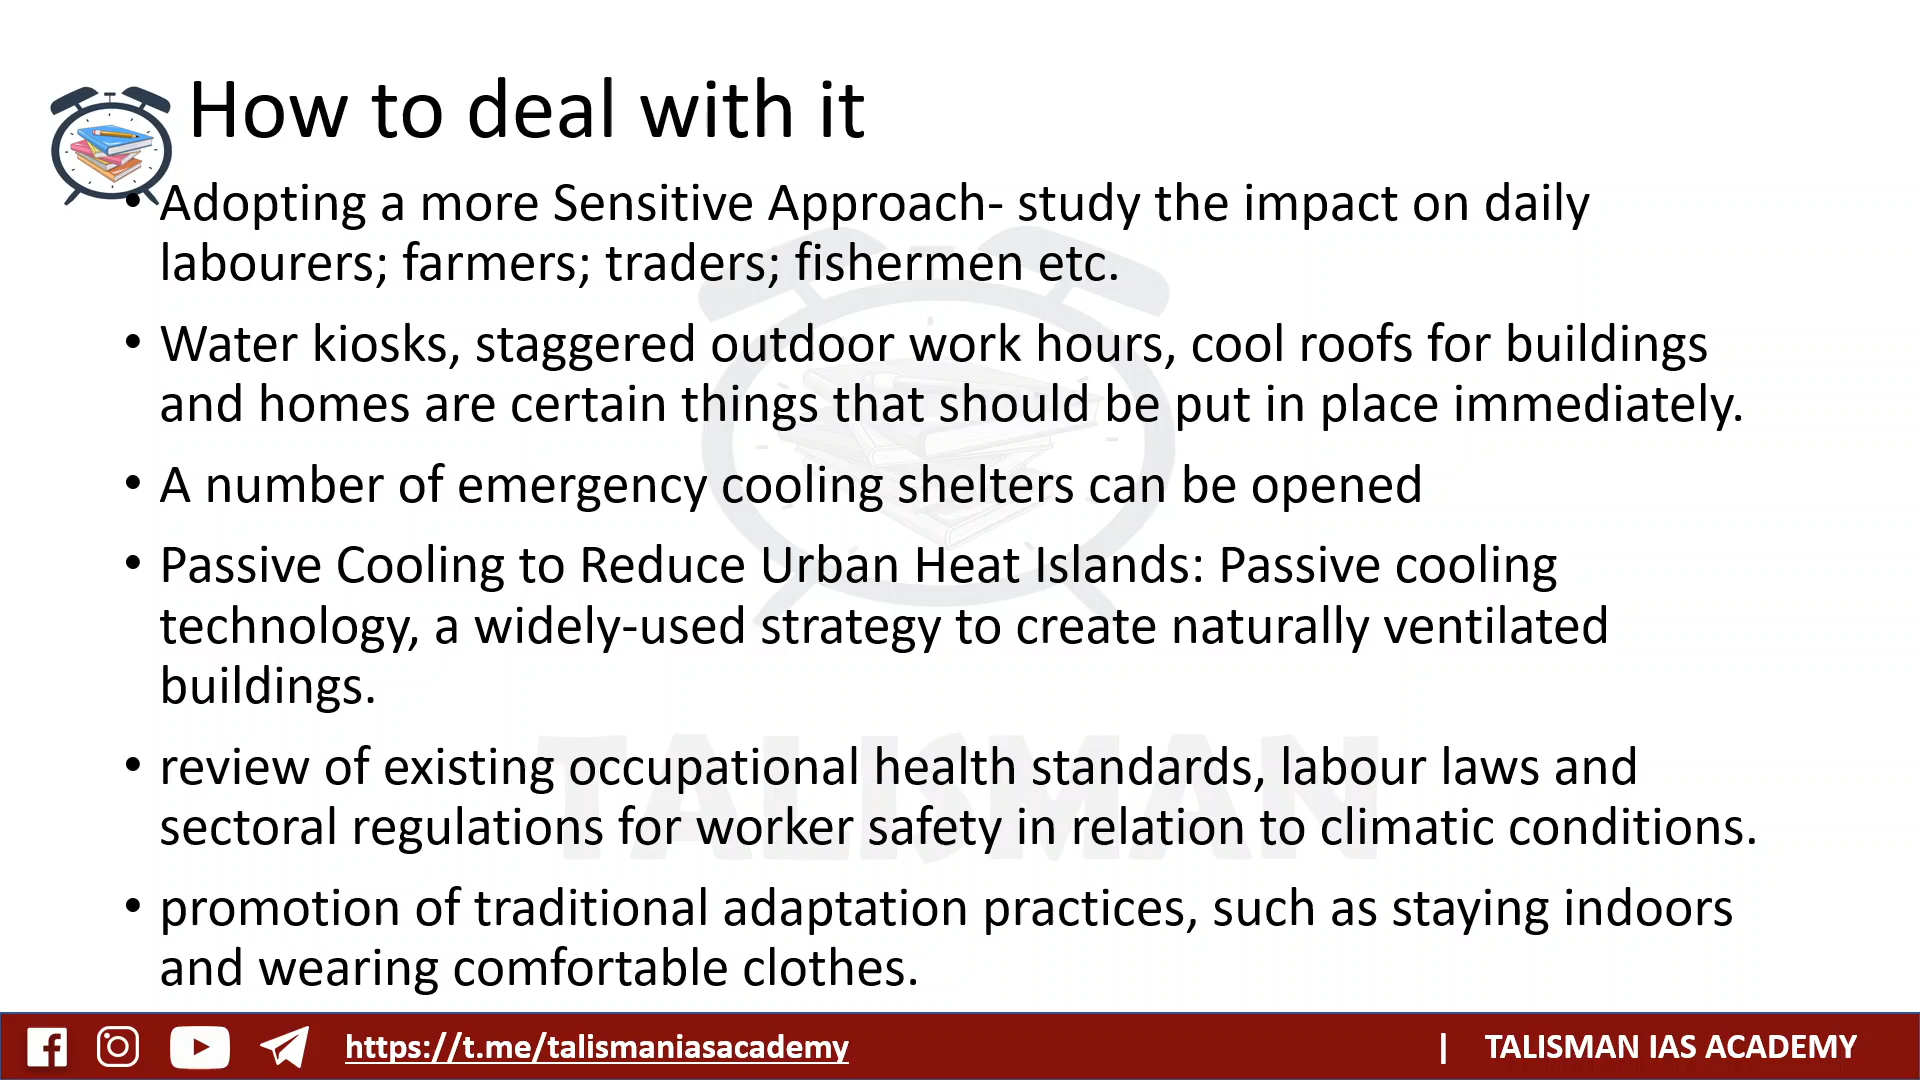 How to deal with it
• Adopting a more Sensitive Approach- study the impact on daily
labourers; farmers; traders; fishermen etc.
• Water kiosks, staggered outdoor work hours, cool roofs for buildings
and homes are certain things that should be put in place immediately.
• A number of emergency cooling shelters can be opened
• Passive Cooling to Reduce Urban Heat Islands: Passive cooling
technology, a widely-used strategy to create naturally ventilated
buildings.
• review of existing occupational health standards, labour laws and
sectoral regulations for worker safety in relation to climatic conditions.
• promotion of traditional adaptation practices, such as staying indoors
and wearing comfortable clothes.
TALISMAN
https://t.me/talismaniasacademy
| TALISMAN IAS ACADEMY